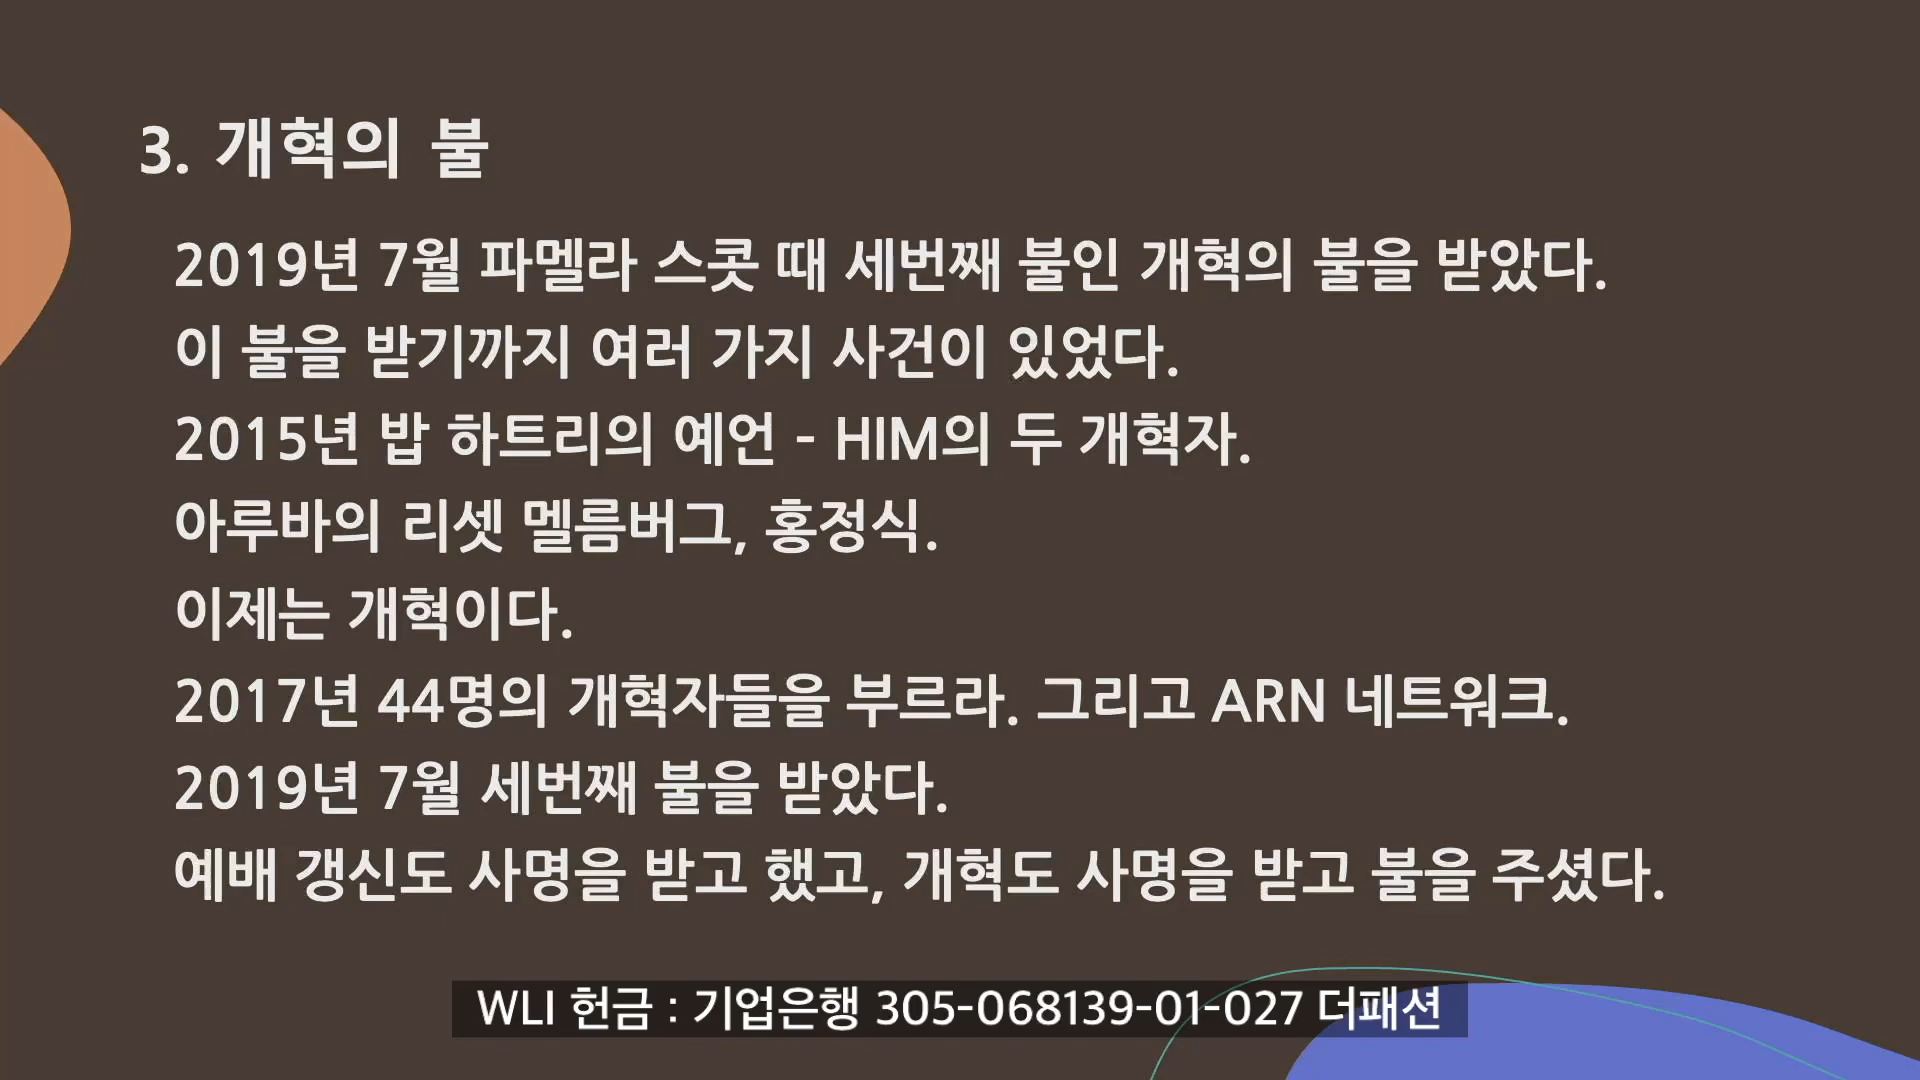 3. 개혁의 불
2019년 7월 파멜라 스콧 때 세번째 불인 개혁의 불을 받았다.
이 불을 받기까지 여러 가지 사건이 있었다.
2015년 밥 하트리의 예언 - HIM의 두 개혁자.
아루바의 리셋 멜름버그, 홍정식.
이제는 개혁이다.
2017년 44명의 개혁자들을 부르라. 그리고 ARN 네트워크.
2019년 7월 세번째 불을 받았다.
예배 갱신도 사명을 받고 했고, 개혁도 사명을 받고 불을 주셨다.
WLI 헌금 : 기업은행 305-068139-01-027 더패션